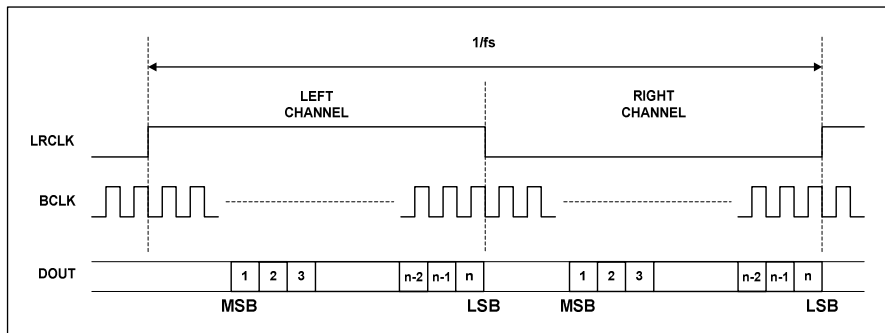 1/fs
LEFT
CHANNEL
RIGHT
CHANNEL
LRCLK
BCLK
DOUT
1 2 3 n-2 n-1 n 1 2 3 n-2 n-1 n
MSB LSB MSB LSB